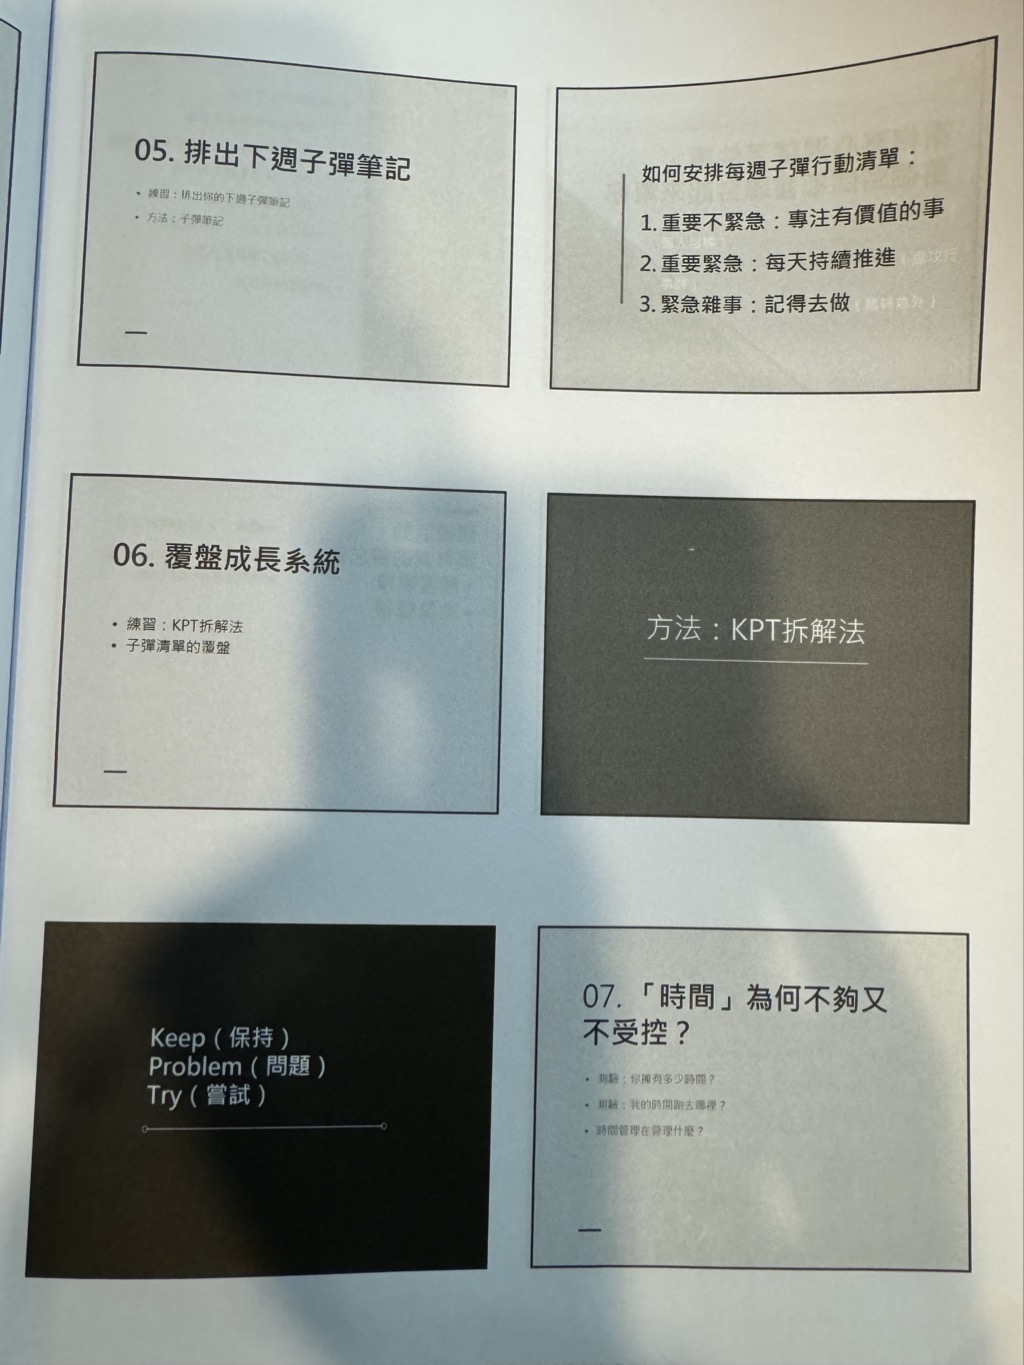 05. 排出下週子彈筆記
• 練習：排出你的下週子彈筆記
• 方法：子彈筆記
如何安排每週子彈行動清單：
1. 重要不緊急：專注有價值的事
2. 重要緊急：每天持續推進
3. 緊急雜事：記得去做
06. 覆盤成長系統
• 練習：KPT拆解法
• 子彈清單的覆盤
方法：KPT拆解法
Keep（保持）
Problem（問題）
Try（嘗試）
07. 「時間」為何不夠又
不受控？
• 測驗：你擁有多少時間？
• 測驗：我的時間跑去哪裡？
• 時間管理在管理什麼？